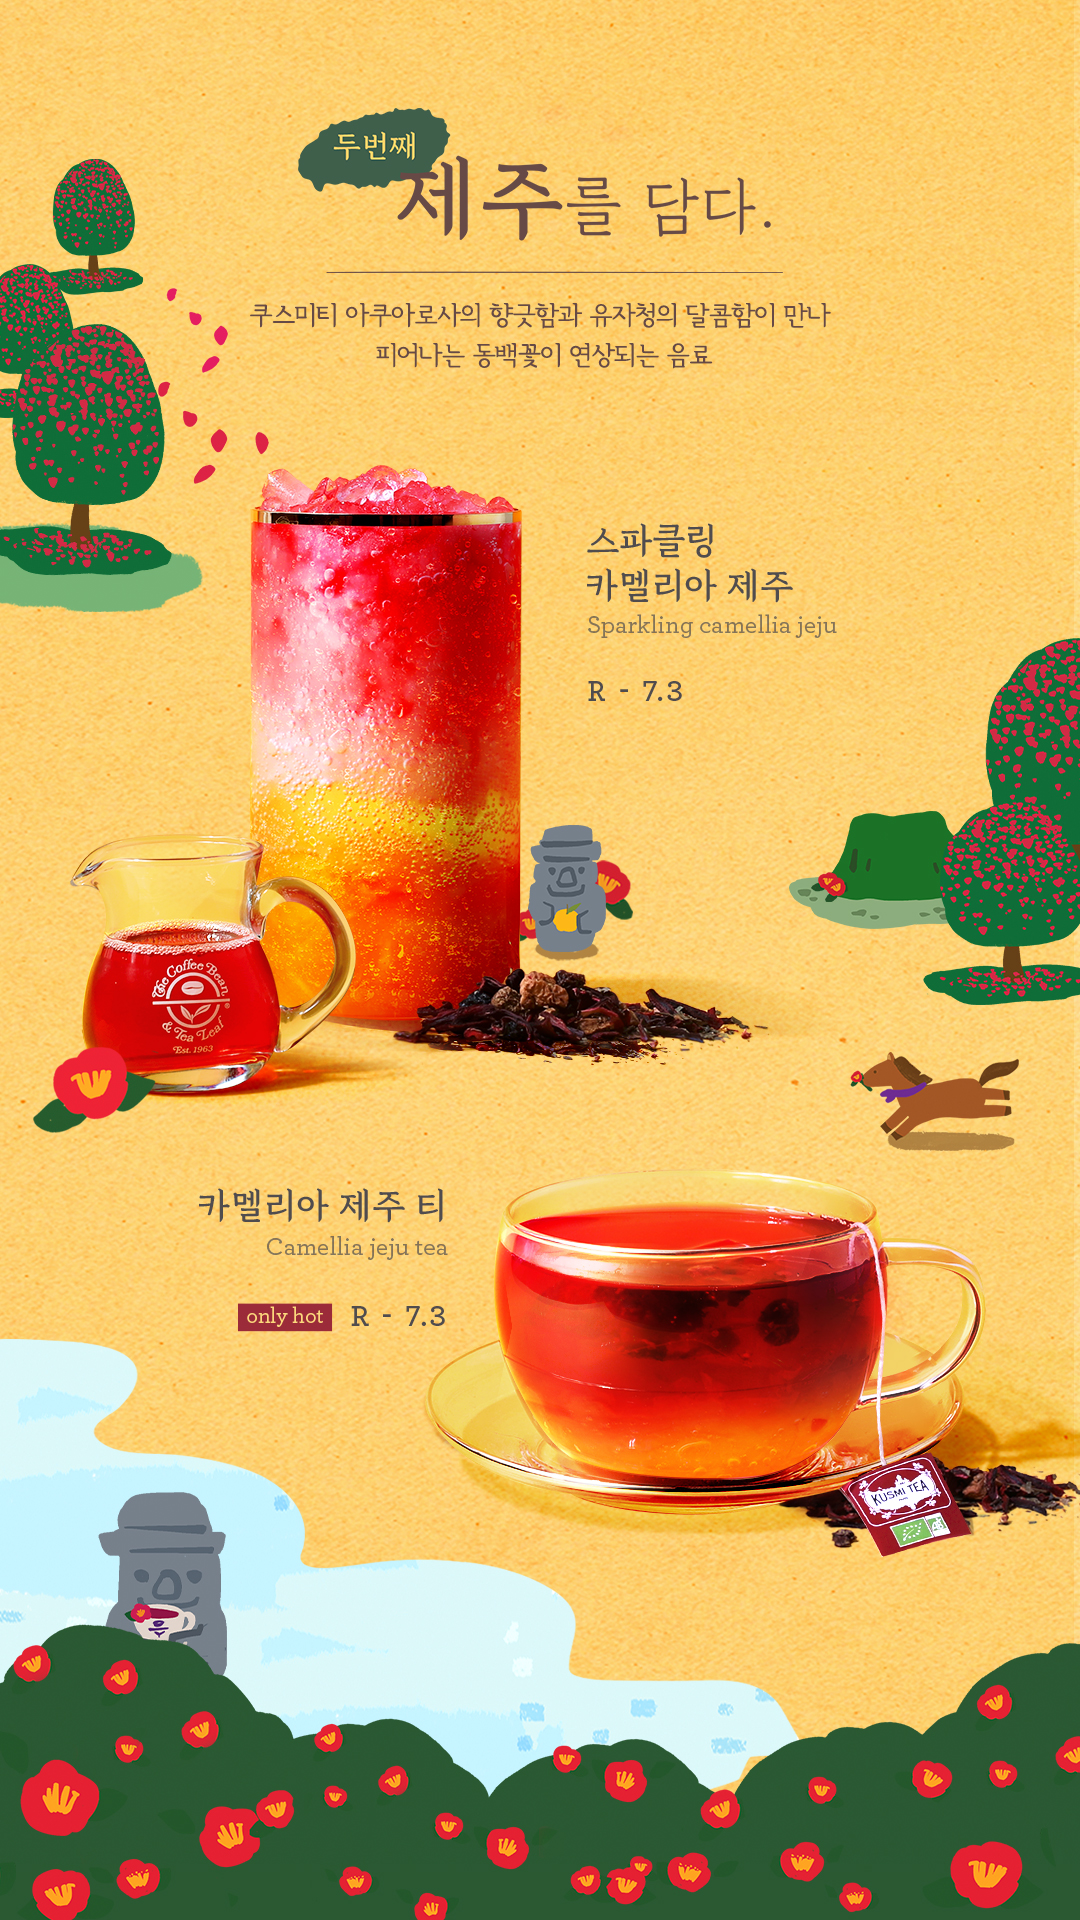 두번째
제주를 담다.
쿠스미티 아쿠아로사의 향긋함과 유자청의 달콤함이 만나
피어나는 동백꽃이 연상되는 음료
스파클링
카멜리아 제주
Sparkling camellia jeju
R - 7.3
The Coffee Bean
®
& Tea Leaf
Est. 1963
카멜리아 제주 티
Camellia jeju tea
only hot R - 7.3
KUSMI TEA